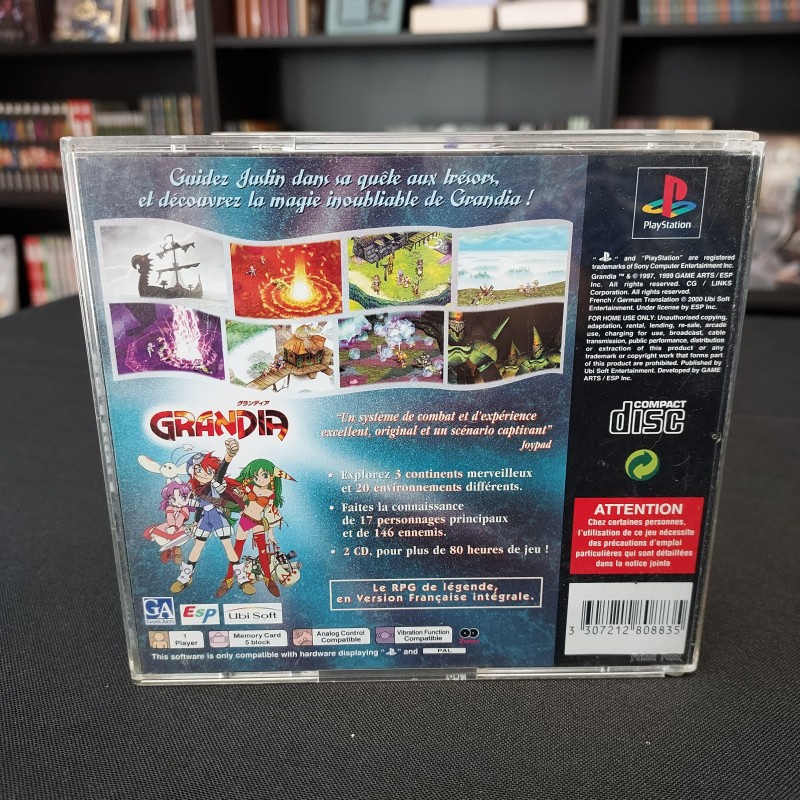 Guidez Justin dans sa quête aux trésors,
et découvrez la magie inoubliable de Grandia !
グランディア
GRANDIA
"Un système de combat et d'expérience
excellent, original et un scénario captivant"
Joypad
• Explorez 3 continents merveilleux
et 20 environnements différents.
• Faites la connaissance
de 17 personnages principaux
et de 146 ennemis.
• 2 CD, pour plus de 80 heures de jeu !
Le RPG de légende,
en Version Française Intégrale.
GA
GAME ARTS
ESP
Ubi Soft
1
Player
Memory Card
5 block
Analog Control
Compatible
Vibration Function
Compatible
This software is only compatible with hardware displaying " " and PAL
PlayStation
" " and "PlayStation" are registered
trademarks of Sony Computer Entertainment Inc.
Grandia ™ & © 1997, 1999 GAME ARTS / ESP
Inc. All rights reserved. CG / LINKS
Corporation. All rights reserved.
French / German Translation © 2000 Ubi Soft
Entertainment. Under license by ESP Inc.
FOR HOME USE ONLY: Unauthorised copying,
adaptation, rental, lending, re-sale, arcade
use, charging for use, broadcast, cable
transmission, public performance, distribution
or extraction of this product or any
trademark or copyright work that forms part
of this product are prohibited. Published by
Ubi Soft Entertainment. Developed by GAME
ARTS / ESP Inc.
COMPACT
disc
ATTENTION
Chez certaines personnes,
l'utilisation de ce jeu nécessite
des précautions d'emploi
particulières qui sont détaillées
dans la notice jointe
3 307212 808835